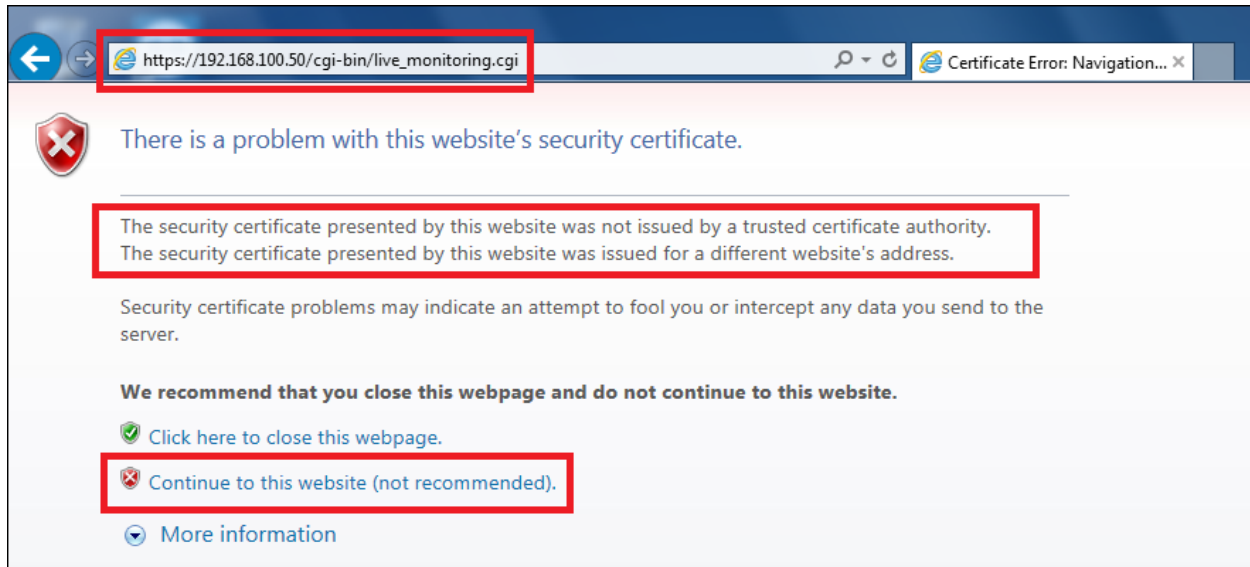 https://192.168.100.50/cgi-bin/live_monitoring.cgi
Certificate Error: Navigation...
There is a problem with this website's security certificate.
The security certificate presented by this website was not issued by a trusted certificate authority.
The security certificate presented by this website was issued for a different website's address.
Security certificate problems may indicate an attempt to fool you or intercept any data you send to the
server.
We recommend that you close this webpage and do not continue to this website.
Click here to close this webpage.
Continue to this website (not recommended).
More information